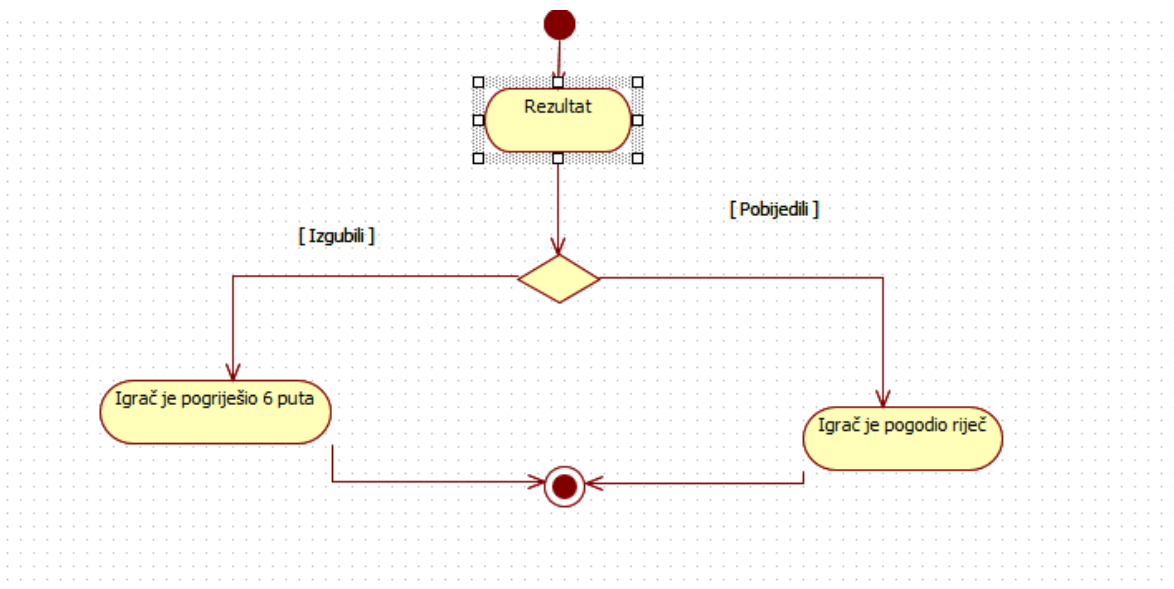 Rezultat
[ Pobijedili ]
[ Izgubili ]
Igrač je pogriješio 6 puta
Igrač je pogodio riječ